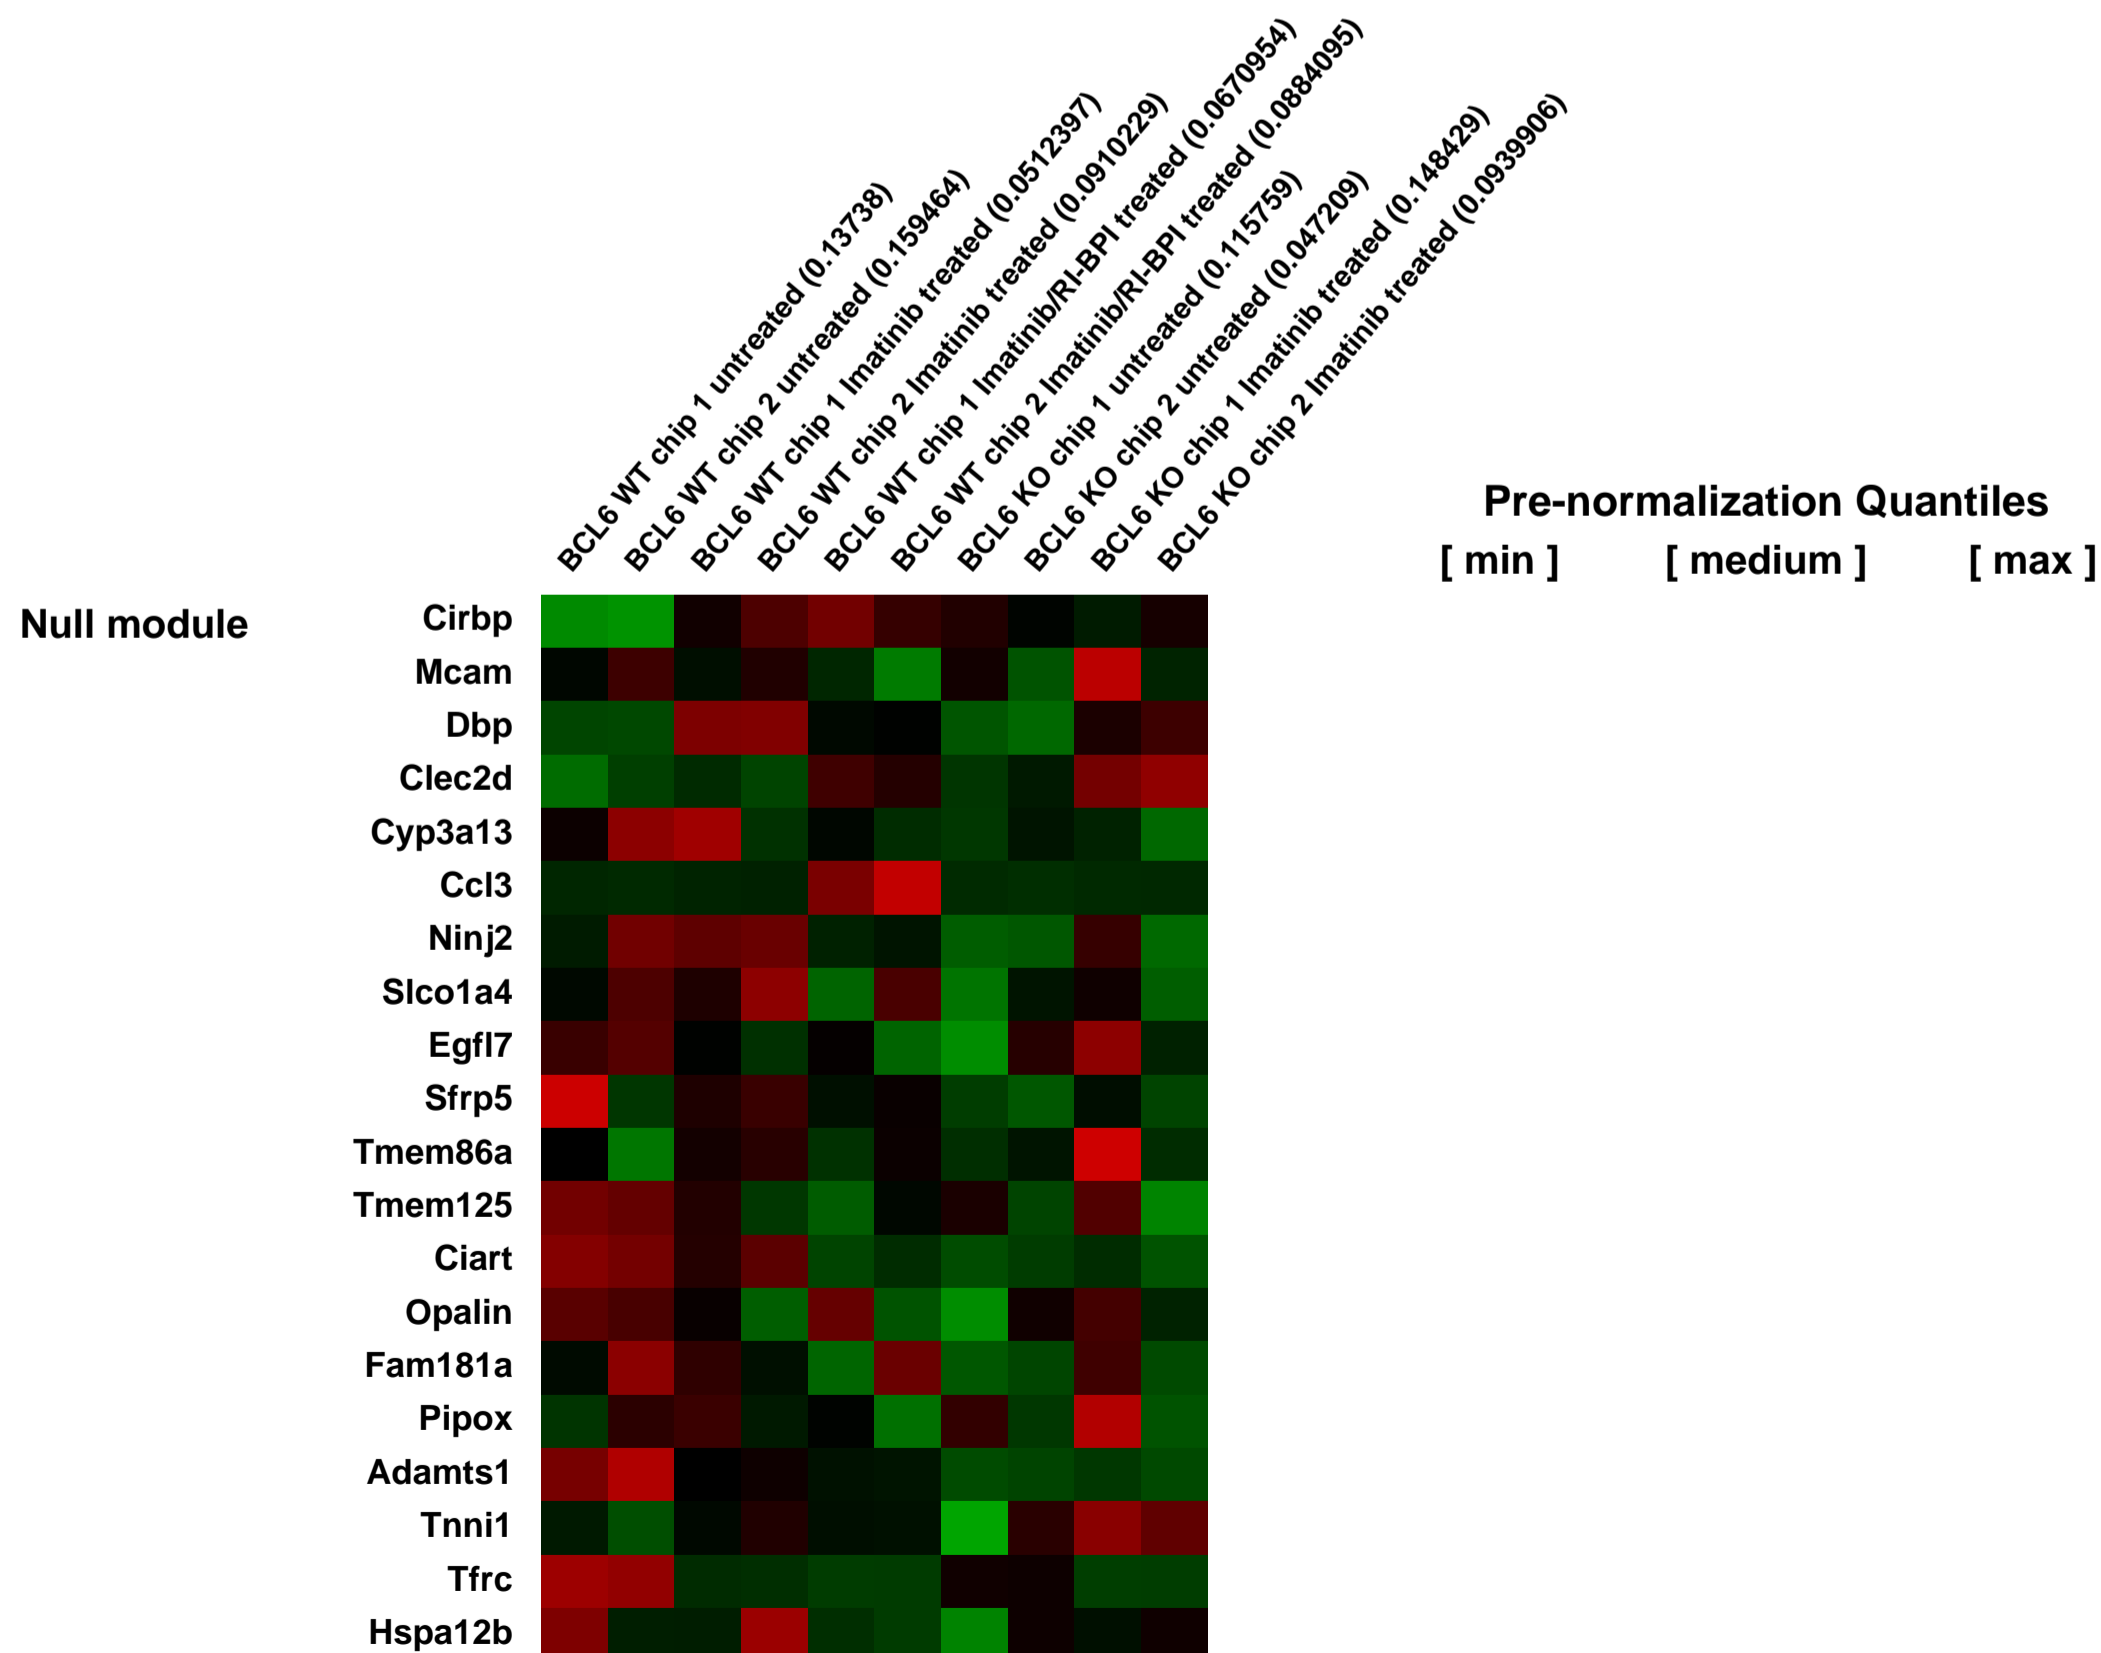 BCL6 WT chip 1 untreated (0.13738)
BCL6 WT chip 2 untreated (0.159464)
BCL6 WT chip 1 Imatinib treated (0.0512397)
BCL6 WT chip 2 Imatinib treated (0.0910229)
BCL6 WT chip 1 Imatinib/RI-BPI treated (0.0670954)
BCL6 WT chip 2 Imatinib/RI-BPI treated (0.0884095)
BCL6 KO chip 1 untreated (0.115759)
BCL6 KO chip 2 untreated (0.047209)
BCL6 KO chip 1 Imatinib treated (0.148429)
BCL6 KO chip 2 Imatinib treated (0.0939906)
Pre-normalization Quantiles
[ min ] [ medium ] [ max ]
Null module
Cirbp
Mcam
Dbp
Clec2d
Cyp3a13
Ccl3
Ninj2
Slco1a4
Egfl7
Sfrp5
Tmem86a
Tmem125
Ciart
Opalin
Fam181a
Pipox
Adamts1
Tnni1
Tfrc
Hspa12b